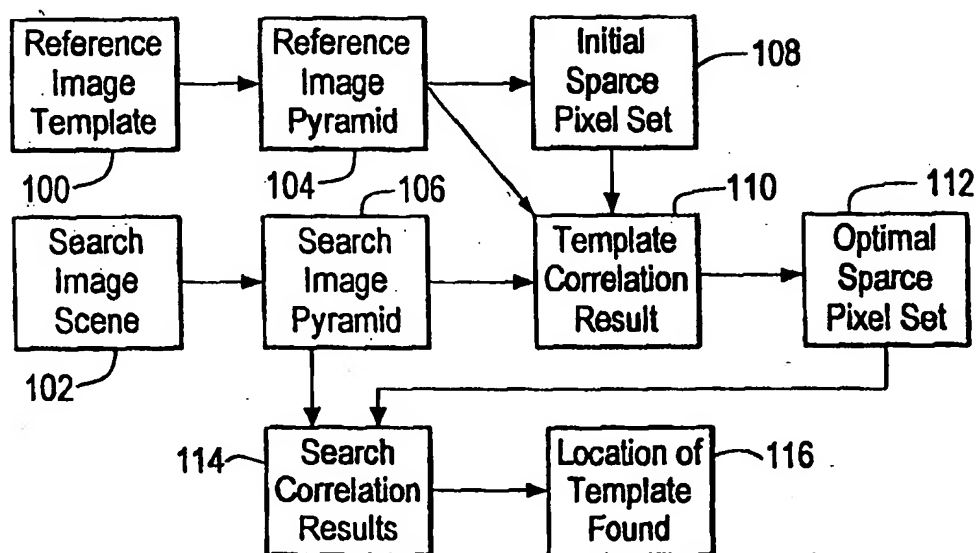 Reference
Image
Template
100
Reference
Image
Pyramid
104
Initial
Sparce
Pixel Set
108
Search
Image
Scene
102
Search
Image
Pyramid
106
Template
Correlation
Result
110
Optimal
Sparce
Pixel Set
112
Search
Correlation
Results
114
Location of
Template
Found
116